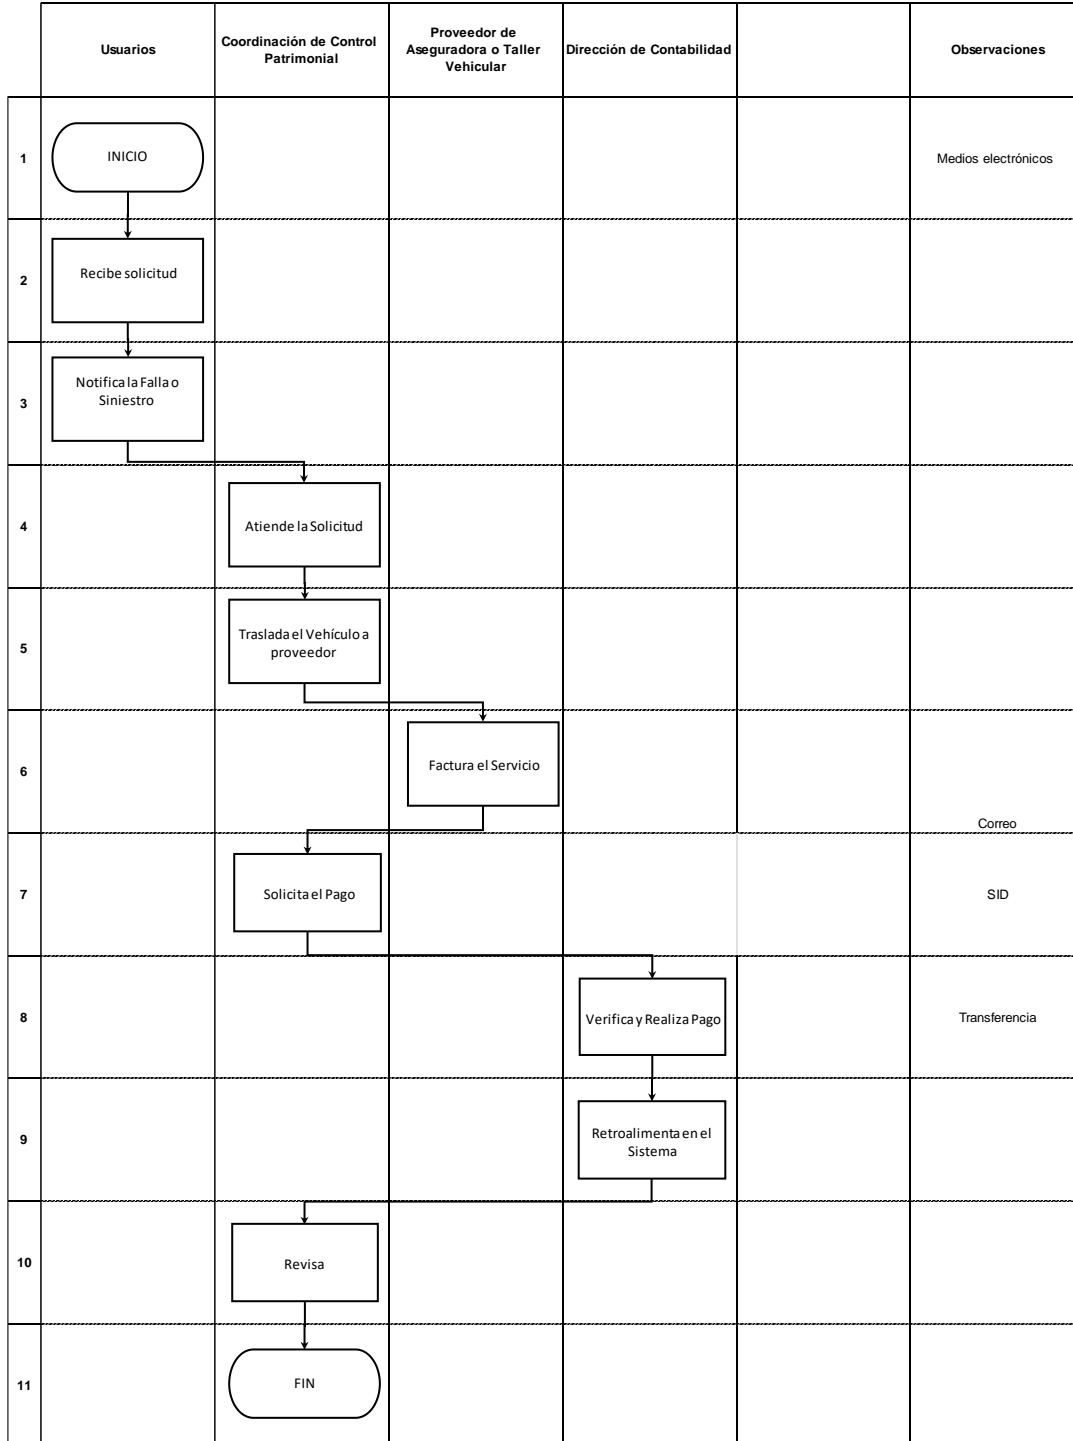 Usuarios
Coordinación de Control
Patrimonial
Proveedor de
Aseguradora o Taller
Vehicular
Dirección de Contabilidad
Observaciones
1
INICIO
Medios electrónicos
2
Recibe solicitud
3
Notifica la Falla o
Siniestro
4
Atiende la Solicitud
5
Traslada el Vehículo a
proveedor
6
Factura el Servicio
Correo
7
Solicita el Pago
SID
8
Verifica y Realiza Pago
Transferencia
9
Retroalimenta en el
Sistema
10
Revisa
11
FIN